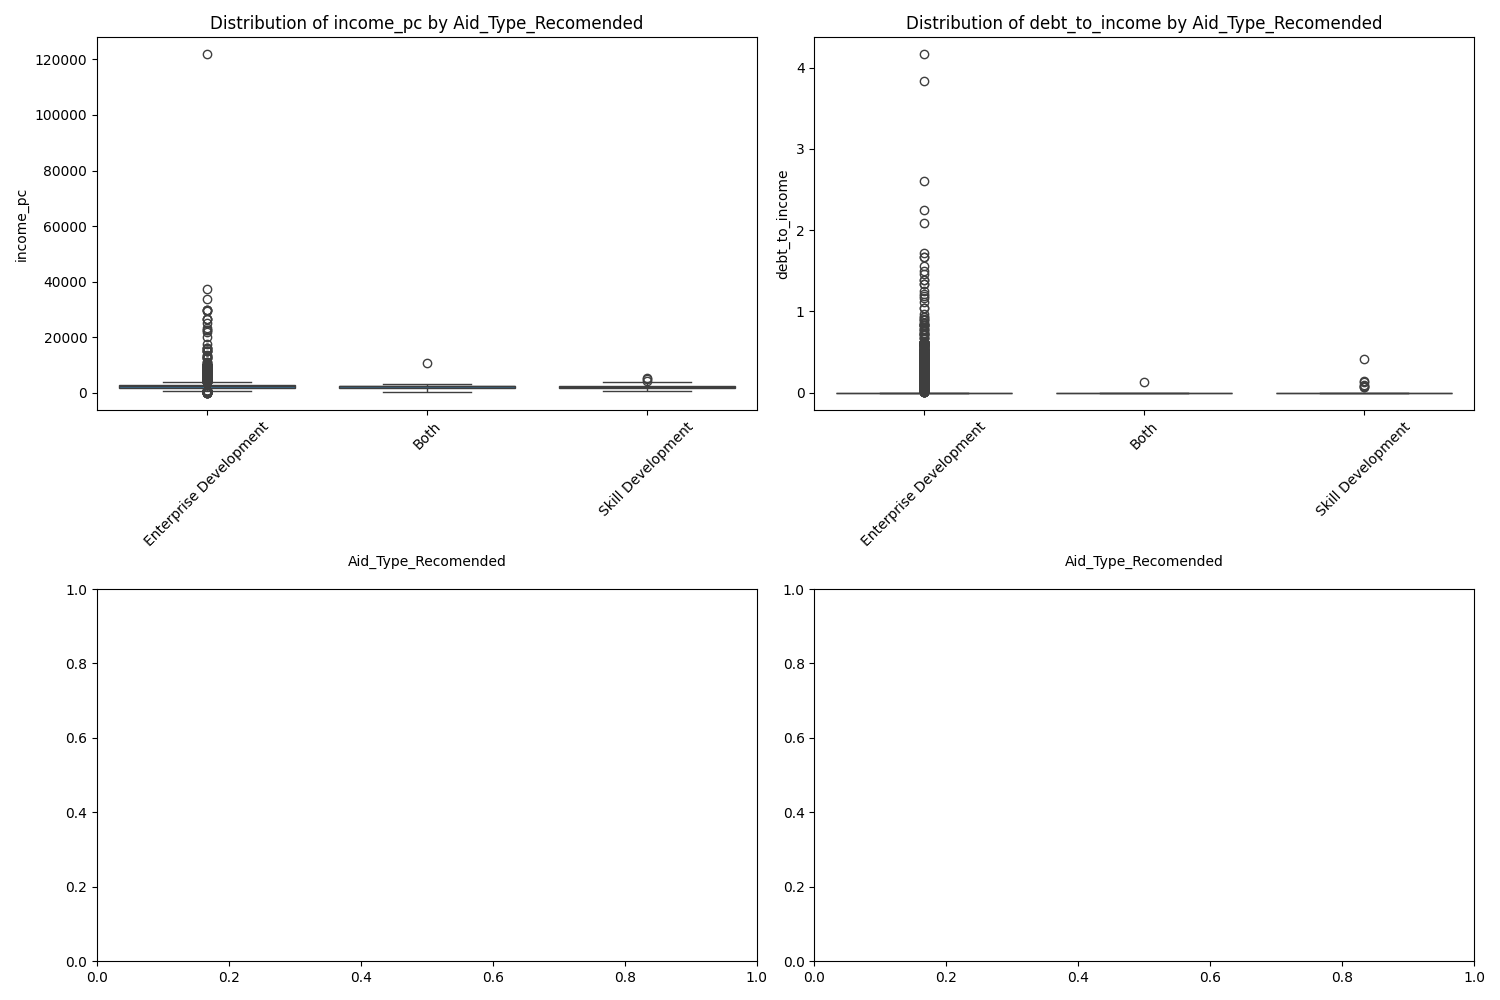 Distribution of income_pc by Aid_Type_Recomended
120000
100000
80000
60000
40000
20000
0
income_pc
Enterprise Development
Both
Skill Development
Aid_Type_Recomended
Distribution of debt_to_income by Aid_Type_Recomended
4
3
2
1
0
debt_to_income
Enterprise Development
Both
Skill Development
Aid_Type_Recomended
1.0
0.8
0.6
0.4
0.2
0.0
0.0 0.2 0.4 0.6 0.8 1.0
1.0
0.8
0.6
0.4
0.2
0.0
0.0 0.2 0.4 0.6 0.8 1.0